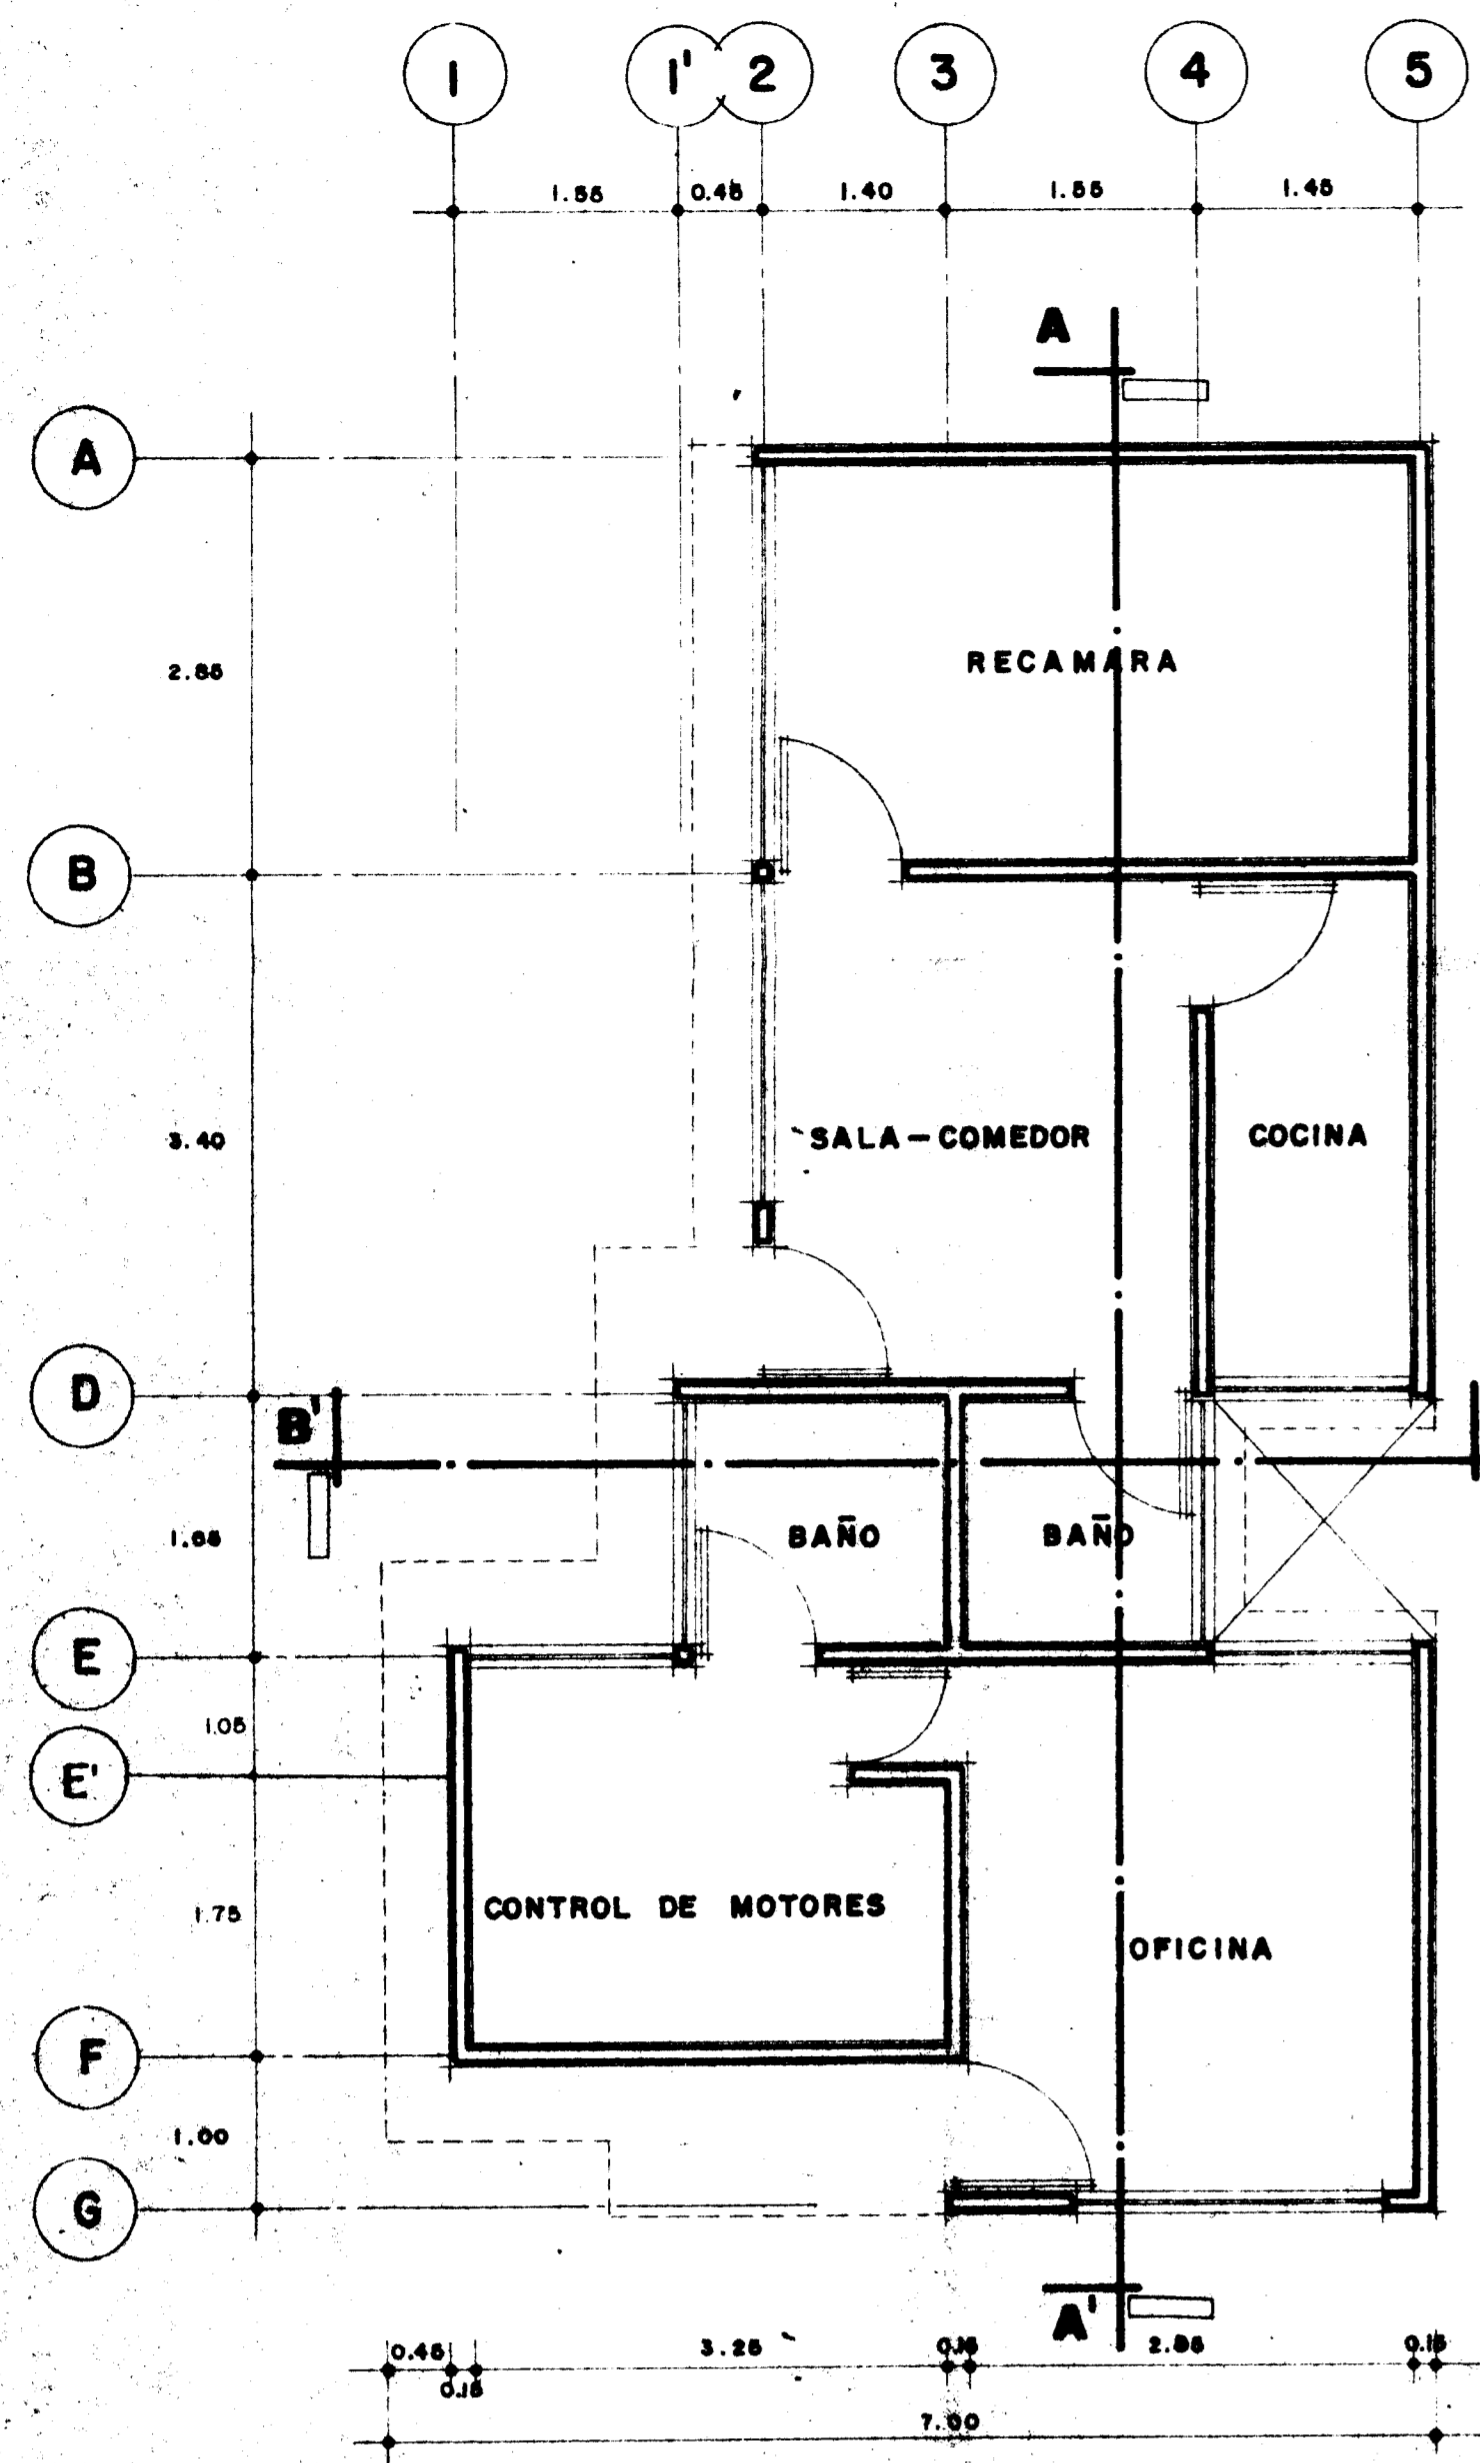 1 1' 2 3 4 5
1.55 0.45 1.40 1.55 1.45
A
A
2.85
RECAMARA
B
3.40
SALA-COMEDOR COCINA
D
B'
1.65
BAÑO BAÑO
E
1.05
E'
1.75
CONTROL DE MOTORES
OFICINA
F
1.00
G
A'
0.45 3.25 0.15 2.85 0.15
0.15
7.00